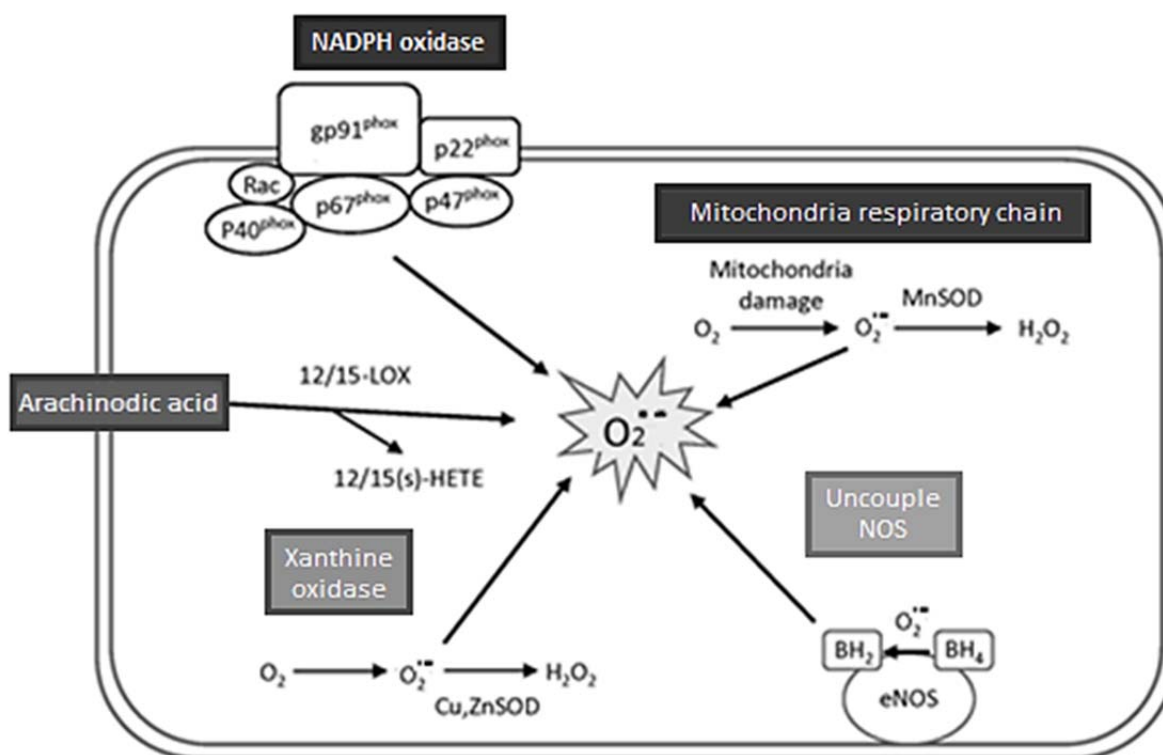 NADPH oxidase
gp91phox
p22phox
Rac
p67phox
p47phox
P40phox
Mitochondria respiratory chain
Mitochondria
damage
MnSOD
O2
O2•−
H2O2
12/15-LOX
Arachinodic acid
O2•−
12/15(s)-HETE
Uncouple
NOS
Xanthine
oxidase
O2•−
BH2
BH4
eNOS
O2
O2•−
H2O2
Cu,ZnSOD